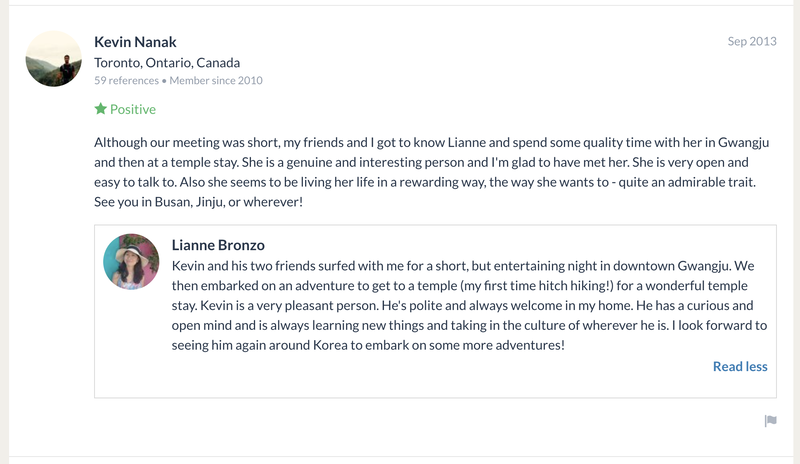 Kevin Nanak
Sep 2013
Toronto, Ontario, Canada
59 references • Member since 2010
Positive
Although our meeting was short, my friends and I got to know Lianne and spend some quality time with her in Gwangju
and then at a temple stay. She is a genuine and interesting person and I'm glad to have met her. She is very open and
easy to talk to. Also she seems to be living her life in a rewarding way, the way she wants to - quite an admirable trait.
See you in Busan, Jinju, or wherever!
Lianne Bronzo
Kevin and his two friends surfed with me for a short, but entertaining night in downtown Gwangju. We
then embarked on an adventure to get to a temple (my first time hitch hiking!) for a wonderful temple
stay. Kevin is a very pleasant person. He's polite and always welcome in my home. He has a curious and
open mind and is always learning new things and taking in the culture of wherever he is. I look forward to
seeing him again around Korea to embark on some more adventures!
Read less